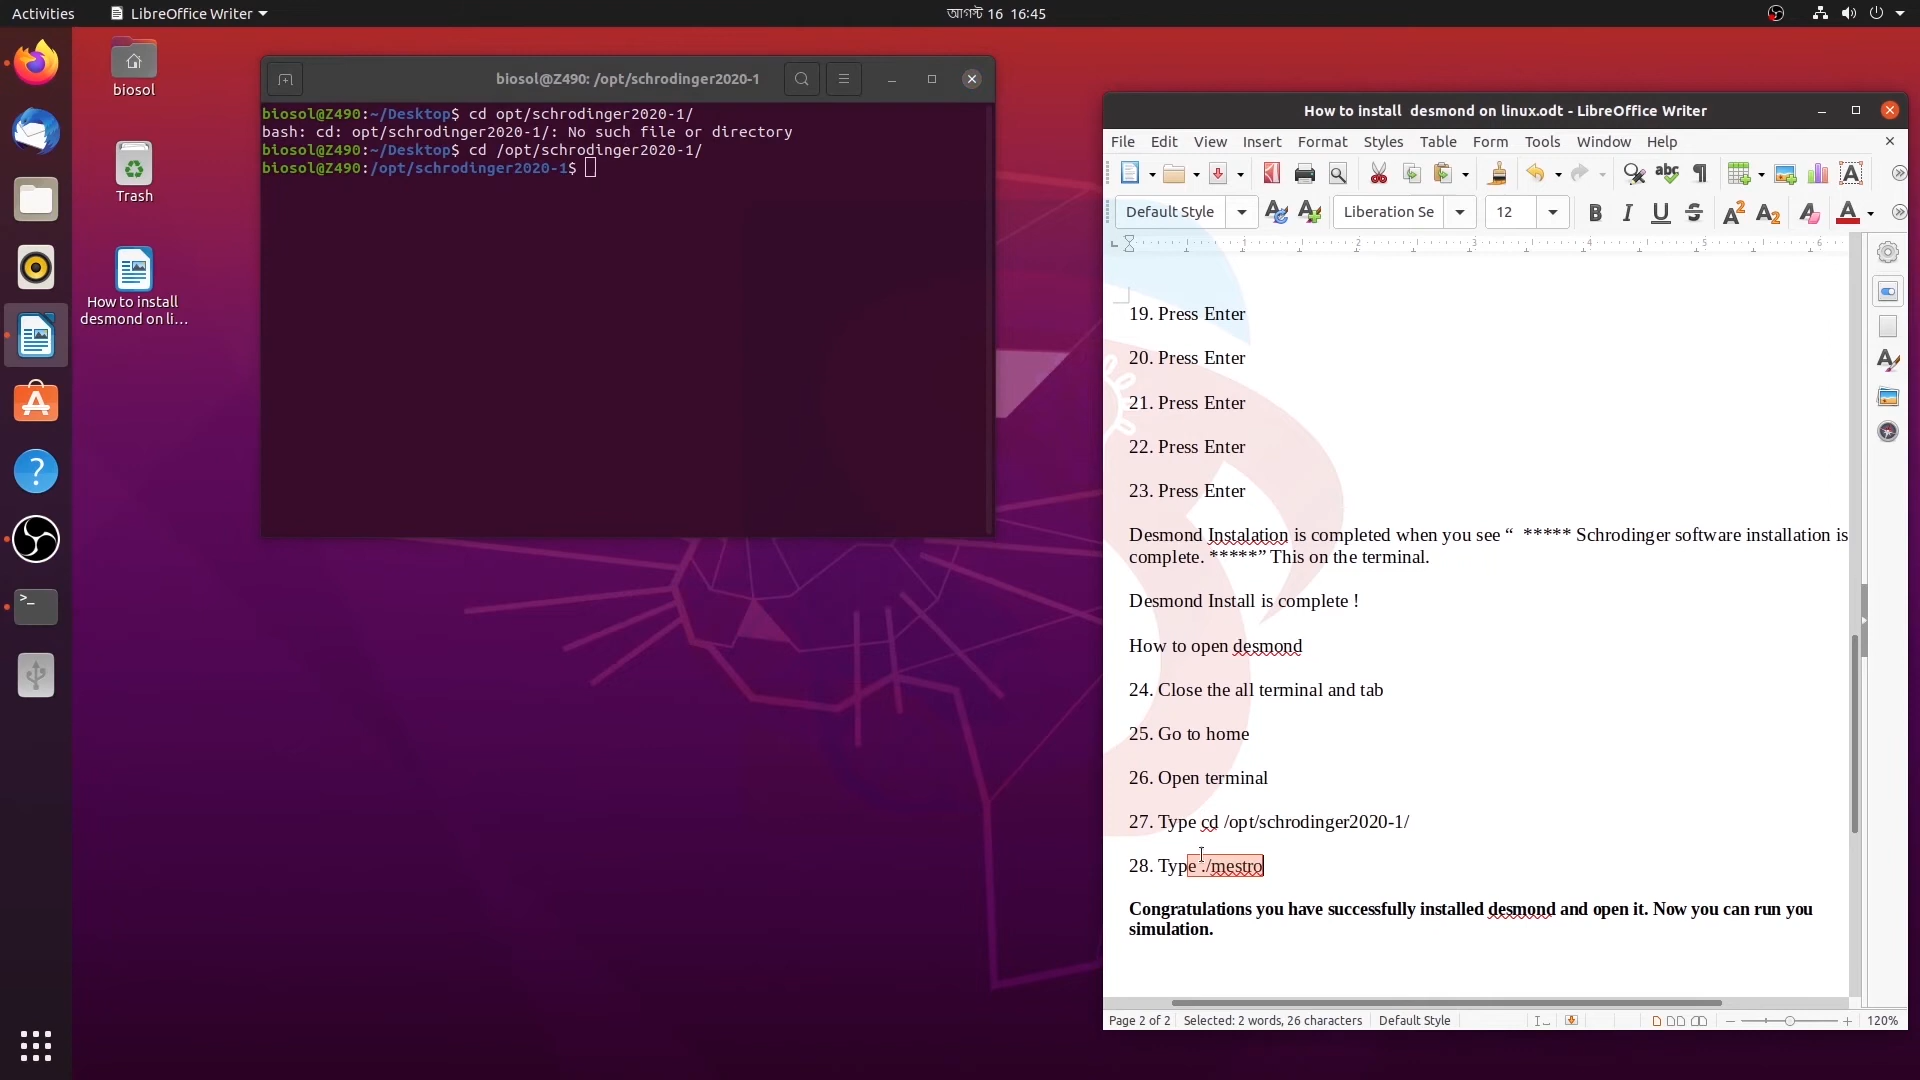 Activities
LibreOffice Writer
আগস্ট 16 16:45
biosol
Trash
How to install
desmond on li…
biosol@Z490: /opt/schrodinger2020-1
biosol@Z490:~/Desktop$ cd opt/schrodinger2020-1/
bash: cd: opt/schrodinger2020-1/: No such file or directory
biosol@Z490:~/Desktop$ cd /opt/schrodinger2020-1/
biosol@Z490:/opt/schrodinger2020-1$
How to install  desmond on linux.odt - LibreOffice Writer
File Edit View Insert Format Styles Table Form Tools Window Help
Default Style Liberation Se 12
1 2 3 4 5 6
19. Press Enter
20. Press Enter
21. Press Enter
22. Press Enter
23. Press Enter
Desmond Instalation is completed when you see “  ***** Schrodinger software installation is
complete. *****” This on the terminal.
Desmond Install is complete !
How to open desmond
24. Close the all terminal and tab
25. Go to home
26. Open terminal
27. Type cd /opt/schrodinger2020-1/
28. Type ./mestro
Congratulations you have successfully installed desmond and open it. Now you can run you
simulation.
Page 2 of 2 Selected: 2 words, 26 characters Default Style 120%